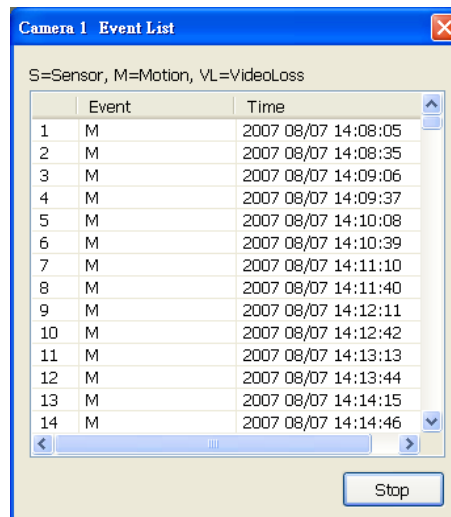 Camera 1 Event List
S=Sensor, M=Motion, VL=VideoLoss
Event Time
1 M 2007 08/07 14:08:05
2 M 2007 08/07 14:08:35
3 M 2007 08/07 14:09:06
4 M 2007 08/07 14:09:37
5 M 2007 08/07 14:10:08
6 M 2007 08/07 14:10:39
7 M 2007 08/07 14:11:10
8 M 2007 08/07 14:11:40
9 M 2007 08/07 14:12:11
10 M 2007 08/07 14:12:42
11 M 2007 08/07 14:13:13
12 M 2007 08/07 14:13:44
13 M 2007 08/07 14:14:15
14 M 2007 08/07 14:14:46
Stop